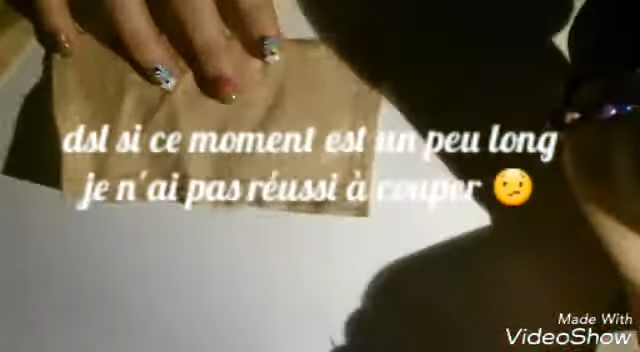 dsl si ce moment est un peu long
je n'ai pas réussi à couper 😕
Made With
VideoShow